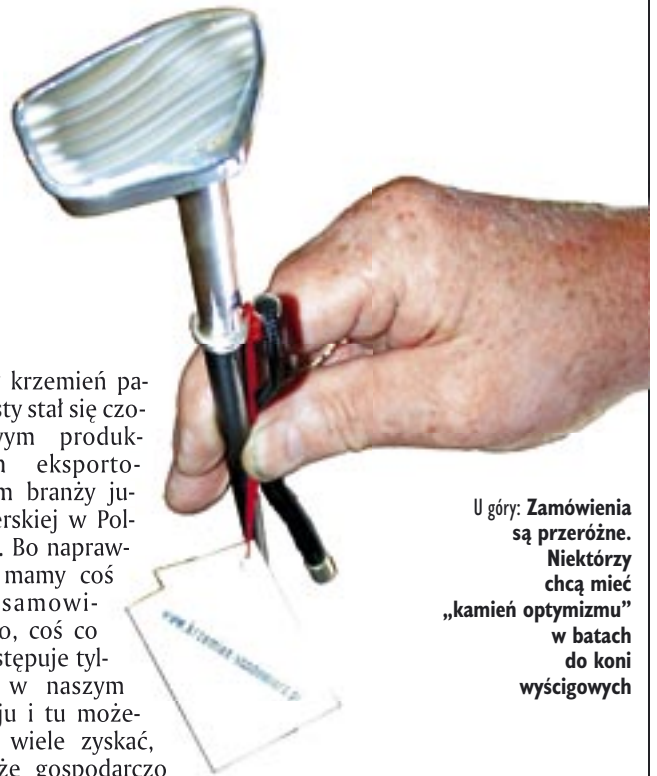 krzemień pa-
sty stał się czo-
wym produk-
eksporto-
m branży ju-
erskiej w Pol-
. Bo napraw-
mamy coś
samowi-
o, coś co
stępuje tyl-
w naszym
ju i tu może-
wiele zyskać,
że gospodarczo
U góry: Zamówienia
są przeróżne.
Niektórzy
chcą mieć
„kamień optymizmu”
w batach
do koni
wyścigowych